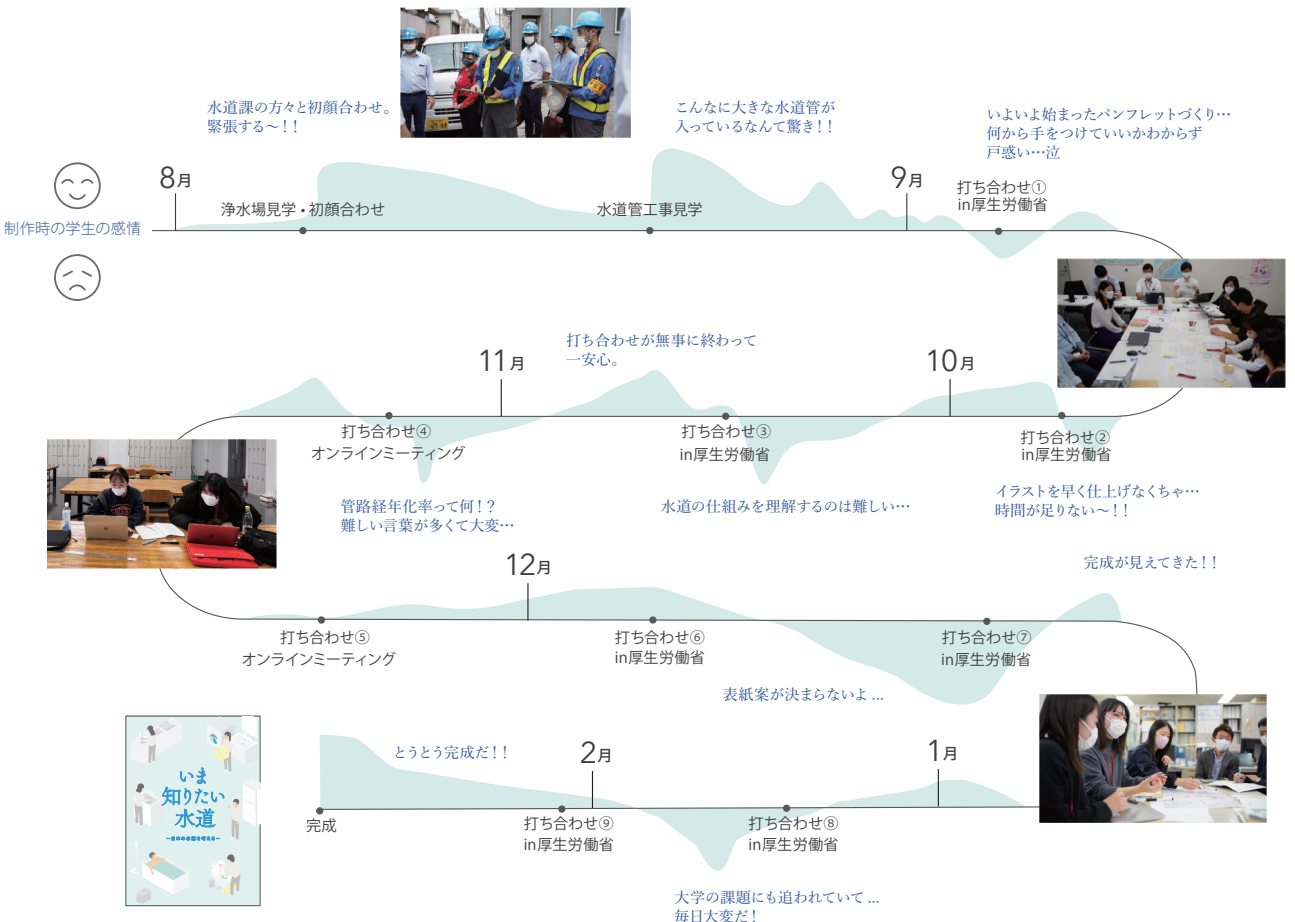 水道課の方々と初顔合わせ。
緊張する〜！！
こんなに大きな水道管が
入っているなんて驚き！！
いよいよ始まったパンフレットづくり…
何から手をつけていいかわからず
戸惑い…泣
8月
9月
打ち合わせ①
in厚生労働省
浄水場見学・初顔合わせ
水道管工事見学
制作時の学生の感情
打ち合わせが無事に終わって
一安心。
10月
11月
打ち合わせ②
in厚生労働省
打ち合わせ③
in厚生労働省
打ち合わせ④
オンラインミーティング
イラストを早く仕上げなくちゃ…
時間が足りない〜！！
水道の仕組みを理解するのは難しい…
管路経年化率って何！？
難しい言葉が多くて大変…
12月
完成が見えてきた！！
打ち合わせ⑤
オンラインミーティング
打ち合わせ⑥
in厚生労働省
打ち合わせ⑦
in厚生労働省
表紙案が決まらないよ...
1月
2月
とうとう完成だ！！
打ち合わせ⑧
in厚生労働省
打ち合わせ⑨
in厚生労働省
完成
大学の課題にも追われていて...
毎日大変だ！
いま
知りたい
水道